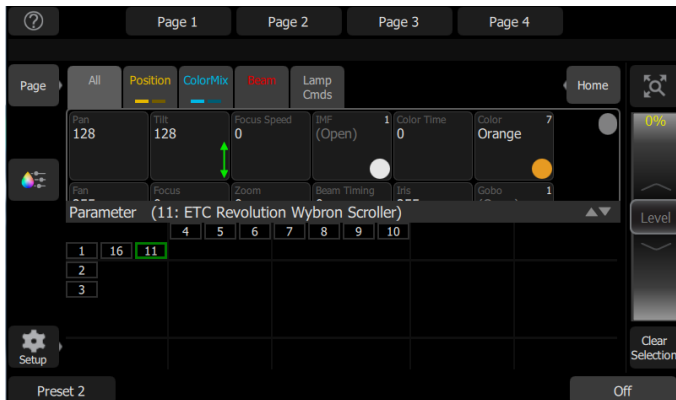 ?
Page 1
Page 2
Page 3
Page 4
Page
All
Position
ColorMix
Beam
Lamp
Cmds
Home
0%
Pan
128
Tilt
128
Focus Speed
0
IMF 1
(Open)
Color Time
0
Color 7
Orange
Fan
Focus
Zoom
Beam Timing
Iris
Gobo 1
Parameter (11: ETC Revolution Wybron Scroller)
Level
4 5 6 7 8 9 10
1 16 11
2
3
Setup
Clear
Selection
Preset 2
Off